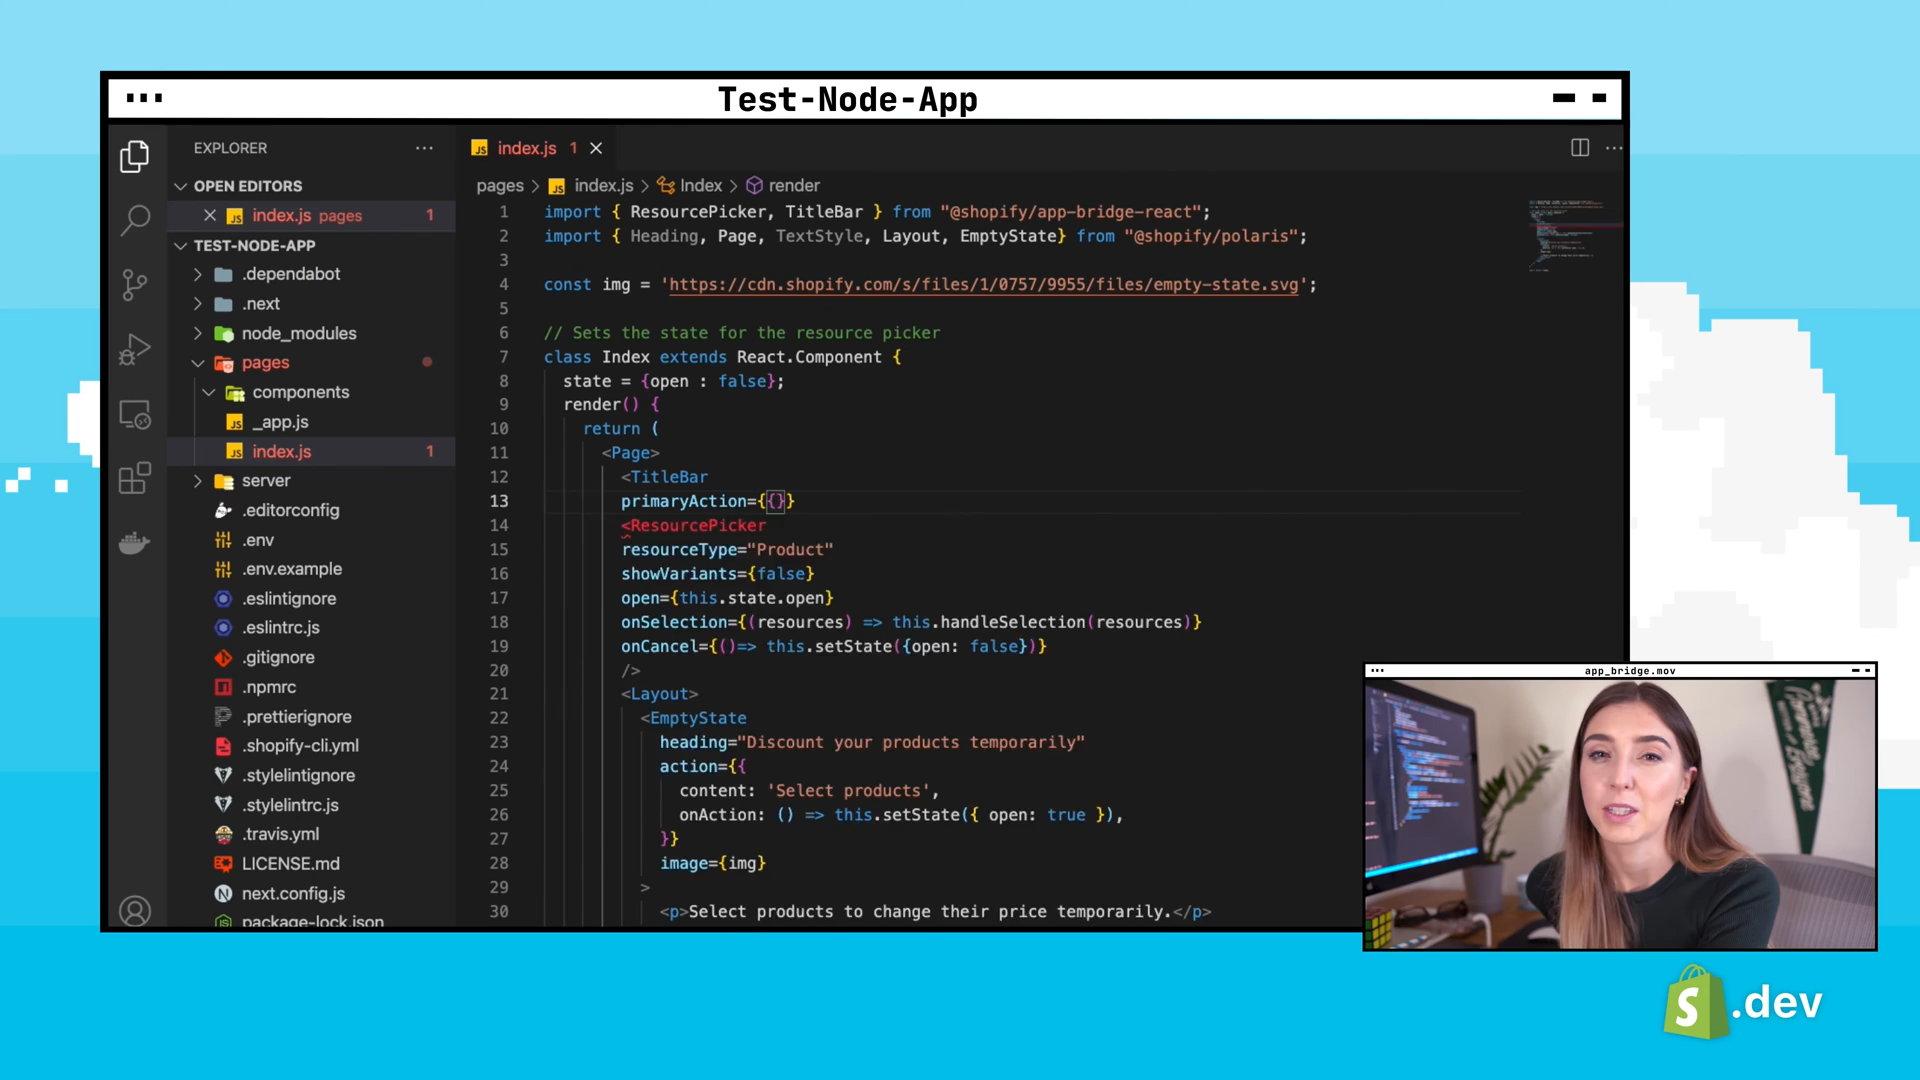 Test-Node-App
EXPLORER
OPEN EDITORS
index.js pages 1
TEST-NODE-APP
.dependabot
.next
node_modules
pages
components
_app.js
index.js 1
server
.editorconfig
.env
.env.example
.eslintignore
.eslintrc.js
.gitignore
.npmrc
.prettierignore
.shopify-cli.yml
.stylelintignore
.stylelintrc.js
.travis.yml
LICENSE.md
next.config.js
package-lock.json
JS index.js 1
pages > JS index.js > Index > render
1 import { ResourcePicker, TitleBar } from "@shopify/app-bridge-react";
2 import { Heading, Page, TextStyle, Layout, EmptyState} from "@shopify/polaris";
3
4 const img = 'https://cdn.shopify.com/s/files/1/0757/9955/files/empty-state.svg';
5
6 // Sets the state for the resource picker
7 class Index extends React.Component {
8 state = {open : false};
9 render() {
10 return (
11 <Page>
12 <TitleBar
13 primaryAction={{}}
14 <ResourcePicker
15 resourceType="Product"
16 showVariants={false}
17 open={this.state.open}
18 onSelection={(resources) => this.handleSelection(resources)}
19 onCancel={()=> this.setState({open: false})}
20 />
21 <Layout>
22 <EmptyState
23 heading="Discount your products temporarily"
24 action={{
25 content: 'Select products',
26 onAction: () => this.setState({ open: true }),
27 }}
28 image={img}
29 >
30 <p>Select products to change their price temporarily.</p>
app_bridge.mov
S .dev